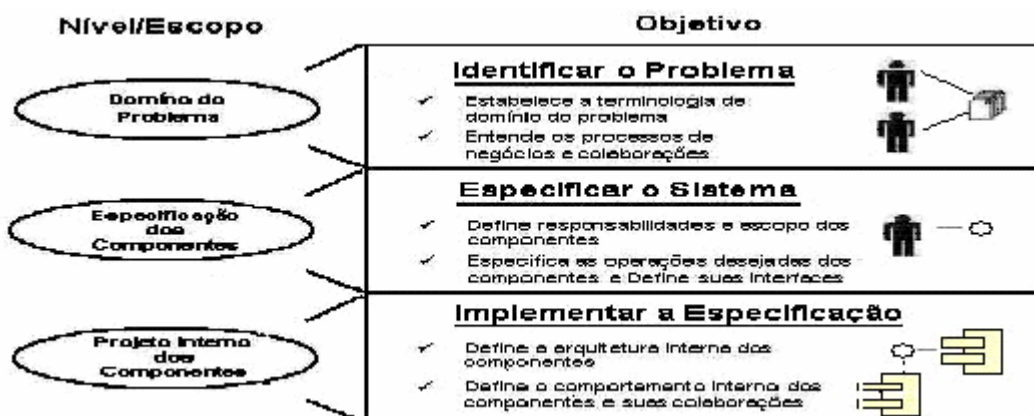 Nível/Escopo
Objetivo
Domíno do
Problema
Identificar o Problema
✓ Estabelece a terminologia de
domínio do problema
✓ Entende os processos de
negócios e colaborações
Especificação
dos
Componentes
Especificar o Sistema
✓ Define responsabilidades e escopo dos
componentes
✓ Especifica as operações desejadas dos
componentes e Define suas Interfaces
Projeto Interno
dos
Componentes
Implementar a Especificação
✓ Define a arquitetura interna dos
componentes
✓ Define o comportamento interno dos
componentes e suas colaborações